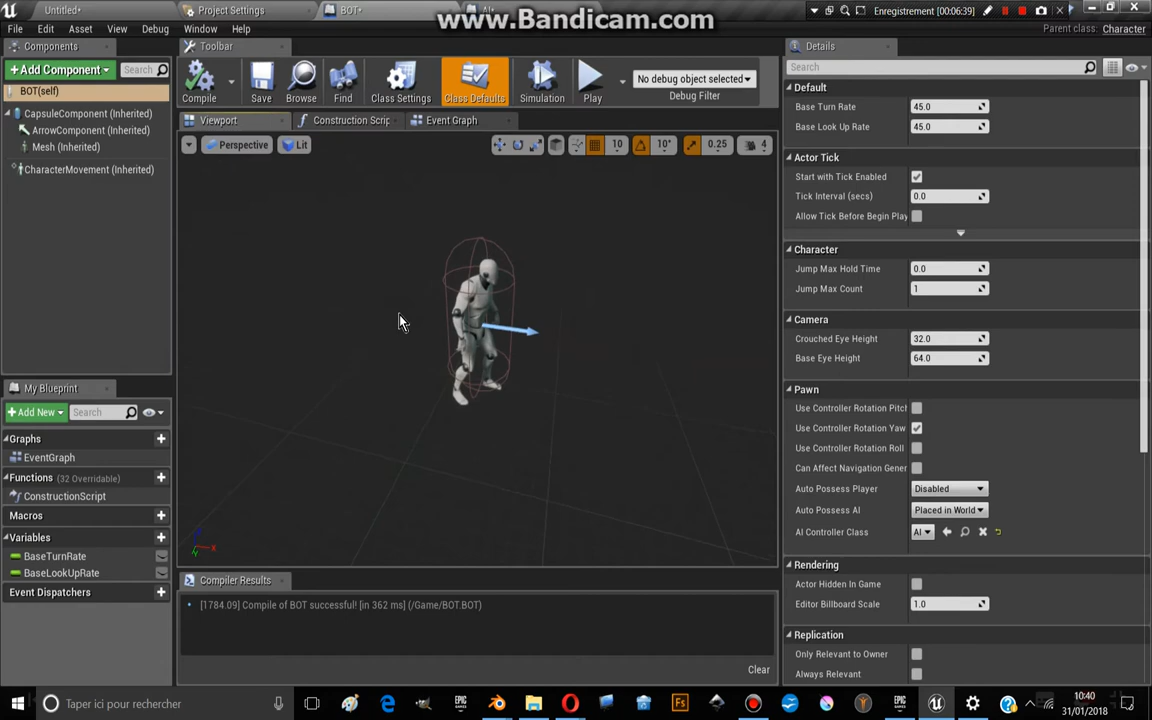 www.Bandicam.com
Untitled•
Project Settings
BOT•
AI•
Enregistrement [00:06:39]
File Edit Asset View Debug Window Help
Parent class: Character
Components
Toolbar
Details
+Add Component
Search
Compile
Save
Browse
Find
Class Settings
Class Defaults
Simulation
Play
No debug object selected
Debug Filter
Search
BOT(self)
CapsuleComponent (Inherited)
ArrowComponent (Inherited)
Mesh (Inherited)
CharacterMovement (Inherited)
Viewport
Construction Scrip
Event Graph
Perspective
Lit
10
10°
0.25
4
Default
Base Turn Rate 45.0
Base Look Up Rate 45.0
Actor Tick
Start with Tick Enabled
Tick Interval (secs) 0.0
Allow Tick Before Begin Play
Character
Jump Max Hold Time 0.0
Jump Max Count 1
Camera
Crouched Eye Height 32.0
Base Eye Height 64.0
Pawn
Use Controller Rotation Pitch
Use Controller Rotation Yaw
Use Controller Rotation Roll
Can Affect Navigation Gener
Auto Possess Player Disabled
Auto Possess AI Placed in World
AI Controller Class AI
Rendering
Actor Hidden In Game
Editor Billboard Scale 1.0
Replication
Only Relevant to Owner
Always Relevant
My Blueprint
+Add New
Search
Graphs
EventGraph
Functions (32 Overridable)
ConstructionScript
Macros
Variables
BaseTurnRate
BaseLookUpRate
Event Dispatchers
z
x
Compiler Results
• [1784.09] Compile of BOT successful! [in 362 ms] (/Game/BOT.BOT)
Clear
Taper ici pour rechercher
10:40
31/01/2018